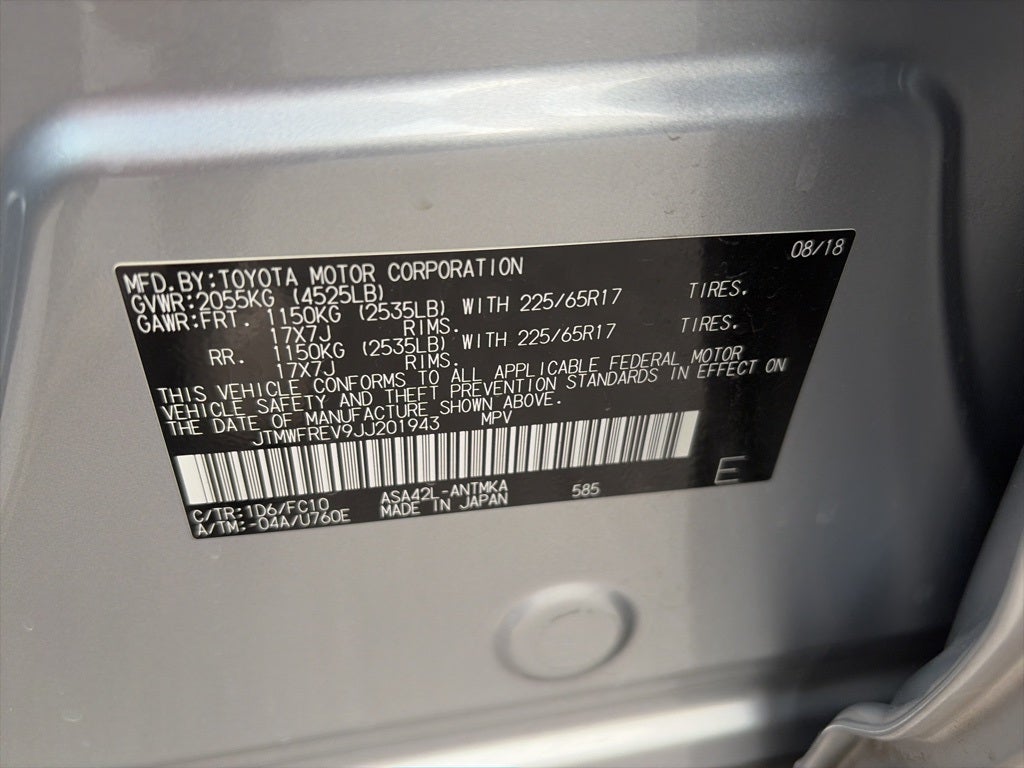 08/18
MFD.BY:TOYOTA MOTOR CORPORATION
GVWR:2055KG (4525LB)
GAWR:FRT. 1150KG (2535LB) WITH 225/65R17 TIRES.
17X7J RIMS.
RR. 1150KG (2535LB) WITH 225/65R17 TIRES.
17X7J RIMS.
THIS VEHICLE CONFORMS TO ALL APPLICABLE FEDERAL MOTOR
VEHICLE SAFETY AND THEFT PREVENTION STANDARDS IN EFFECT ON
THE DATE OF MANUFACTURE SHOWN ABOVE.
JTMWFREV9JJ201943 MPV
E
C/TR:1D6/FC10 ASA42L-ANTMKA 585
A/TM:-04A/U760E MADE IN JAPAN